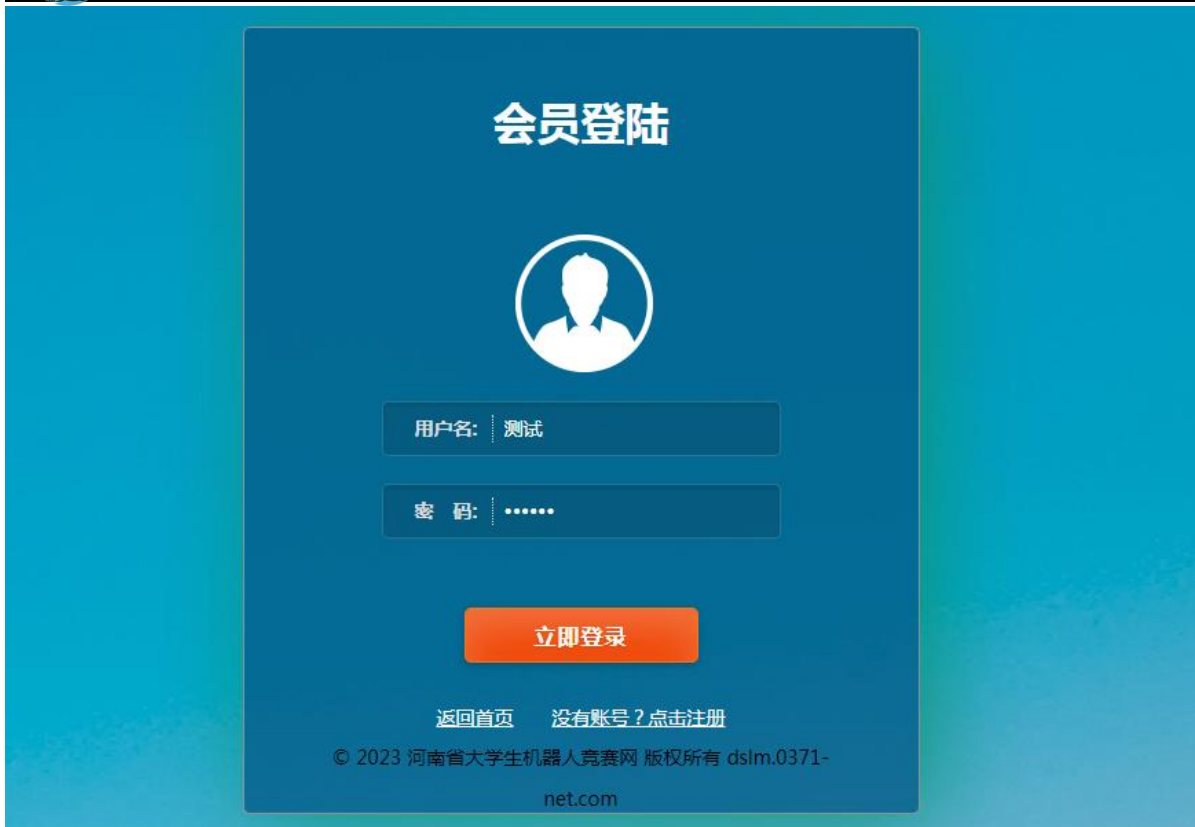 会员登陆
用户名: 测试
密 码: ••••••
立即登录
返回首页 没有账号？点击注册
© 2023 河南省大学生机器人竞赛网 版权所有 dslm.0371-
net.com